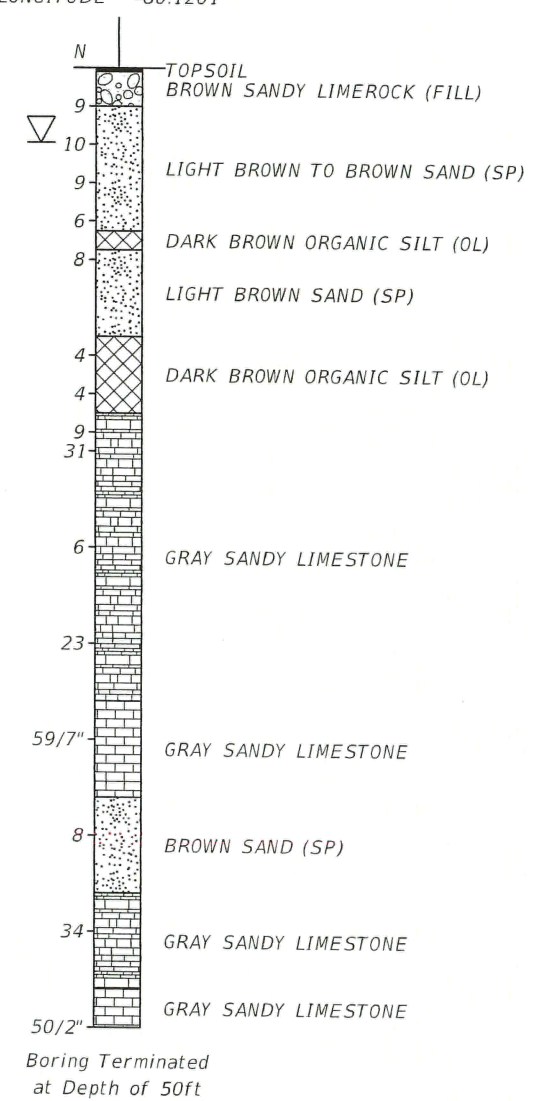 N
TOPSOIL
BROWN SANDY LIMEROCK (FILL)
9
10
LIGHT BROWN TO BROWN SAND (SP)
9
6
DARK BROWN ORGANIC SILT (OL)
8
LIGHT BROWN SAND (SP)
4
DARK BROWN ORGANIC SILT (OL)
4
9
31
6
GRAY SANDY LIMESTONE
23
59/7"
GRAY SANDY LIMESTONE
8
BROWN SAND (SP)
34
GRAY SANDY LIMESTONE
GRAY SANDY LIMESTONE
50/2"
Boring Terminated
at Depth of 50ft